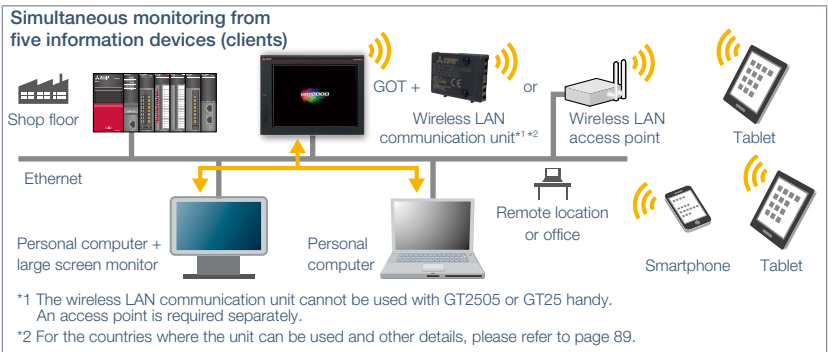 Simultaneous monitoring from
five information devices (clients)
GOT2000
GOT +
Wireless LAN
communication unit*1 *2
or
Wireless LAN
access point
Tablet
Shop floor
Ethernet
Personal computer +
large screen monitor
Personal
computer
Remote location
or office
Smartphone
Tablet
*1 The wireless LAN communication unit cannot be used with GT2505 or GT25 handy.
An access point is required separately.
*2 For the countries where the unit can be used and other details, please refer to page 89.